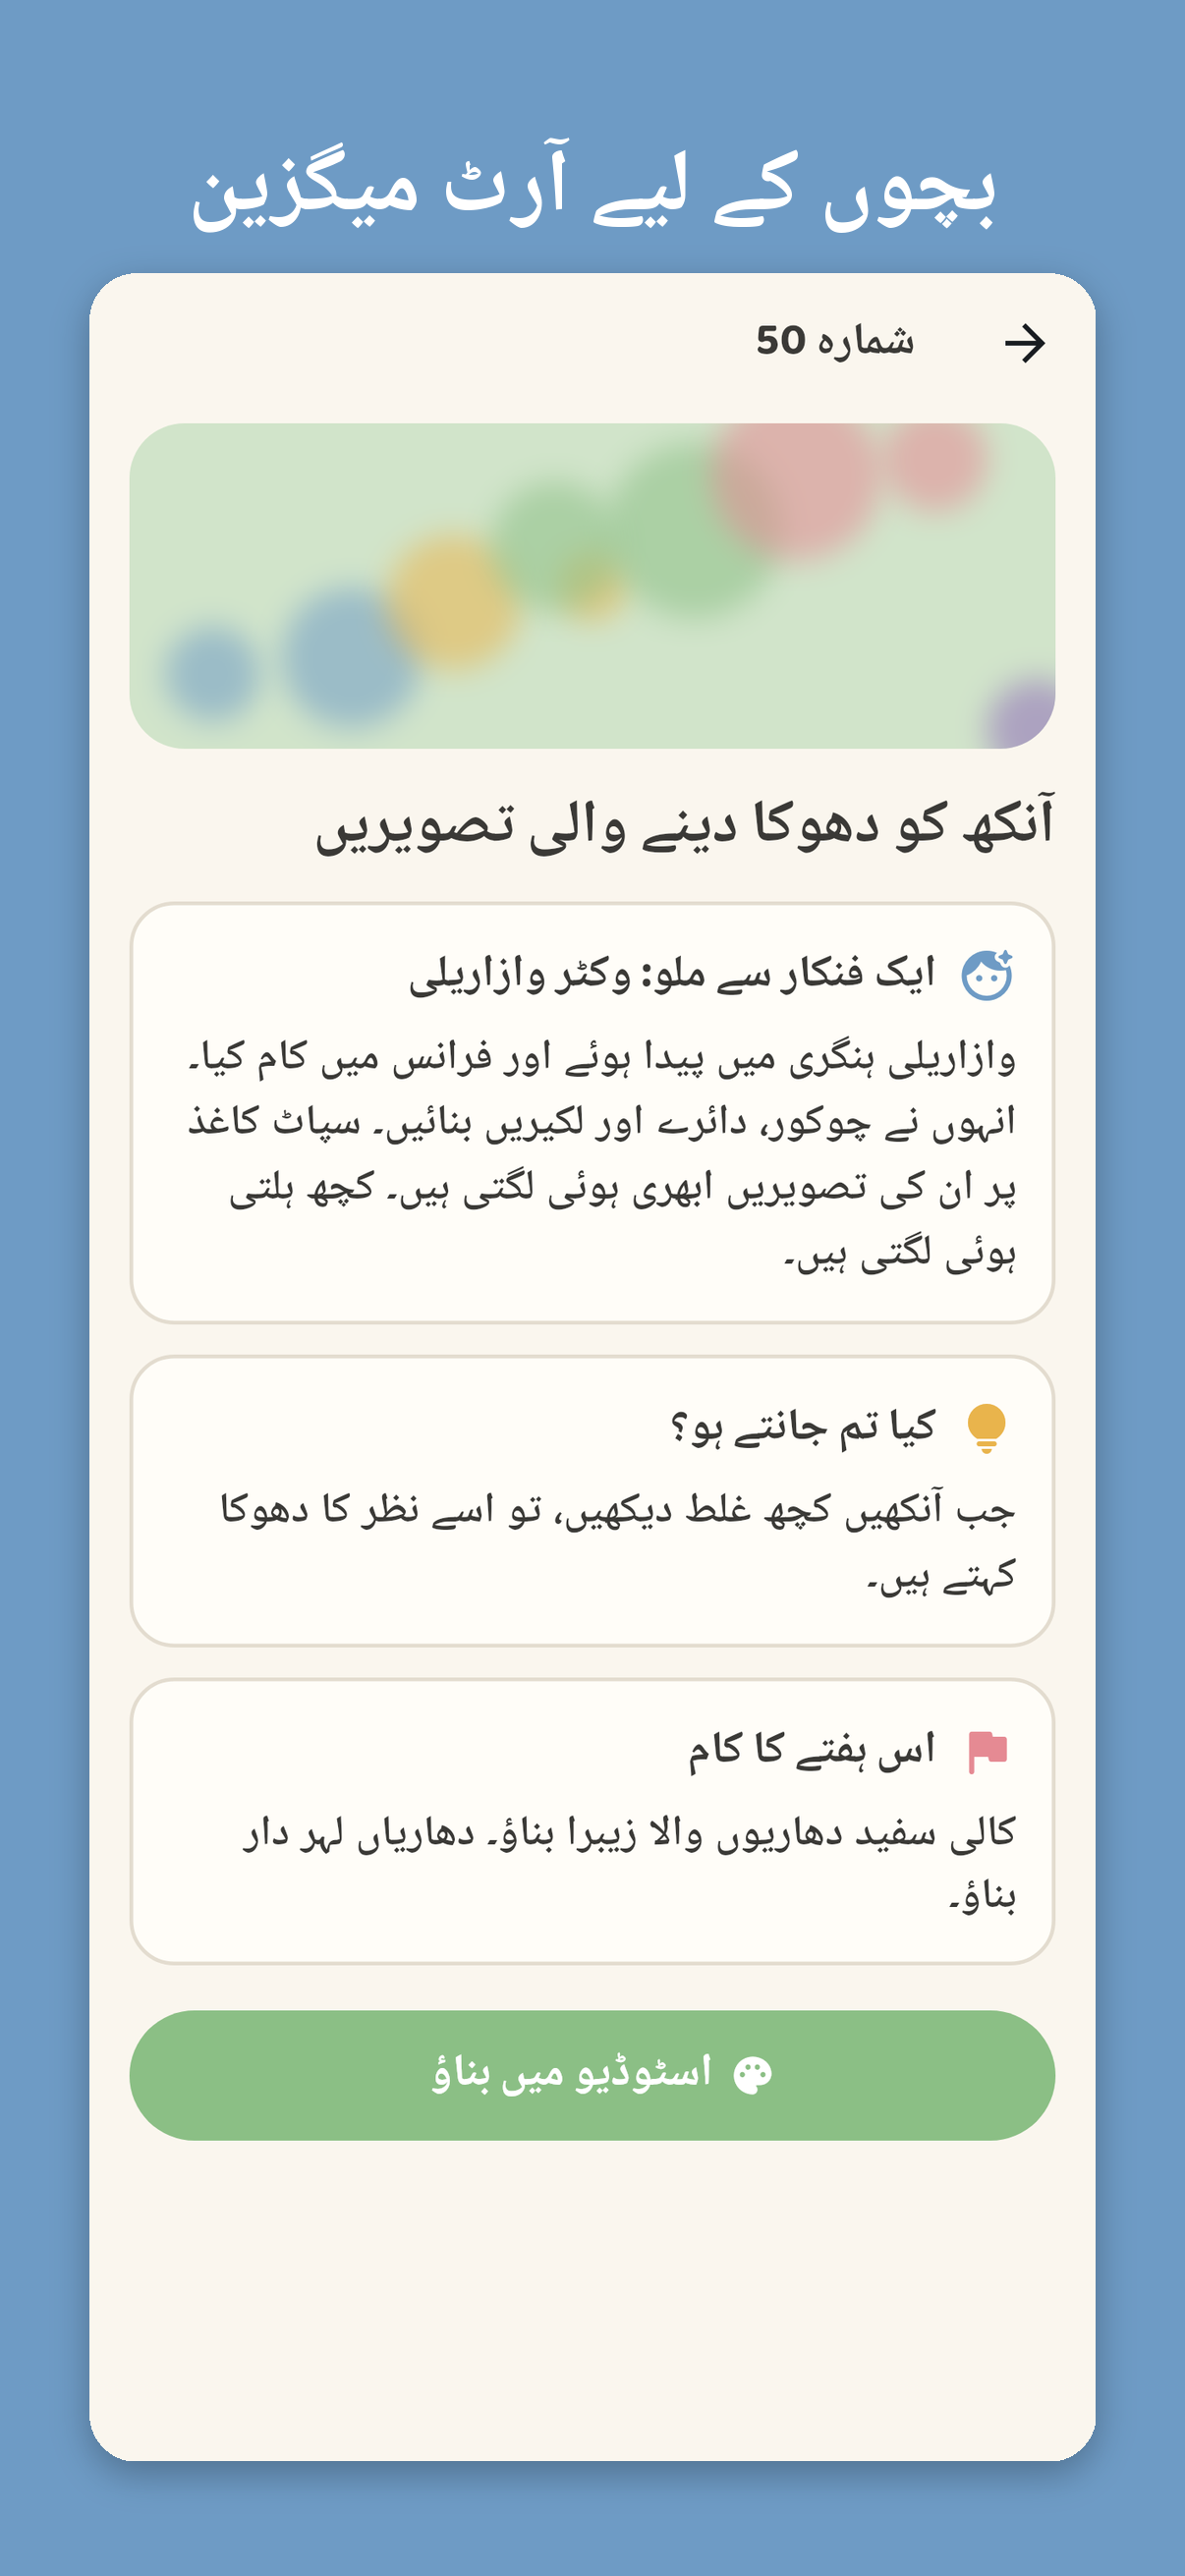 بچوں کے لیے آرٹ میگزین
شمارہ 50
آنکھ کو دھوکا دینے والی تصویریں
ایک فنکار سے ملو: وکٹر وازاریلی
وازاریلی ہنگری میں پیدا ہوئے اور فرانس میں کام کیا۔
انہوں نے چوکور، دائرے اور لکیریں بنائیں۔ سپاٹ کاغذ
پر ان کی تصویریں ابھری ہوئی لگتی ہیں۔ کچھ ہلتی
ہوئی لگتی ہیں۔
کیا تم جانتے ہو؟
جب آنکھیں کچھ غلط دیکھیں، تو اسے نظر کا دھوکا
کہتے ہیں۔
اس ہفتے کا کام
کالی سفید دھاریوں والا زیبرا بناؤ۔ دھاریاں لہر دار
بناؤ۔
اسٹوڈیو میں بناؤ